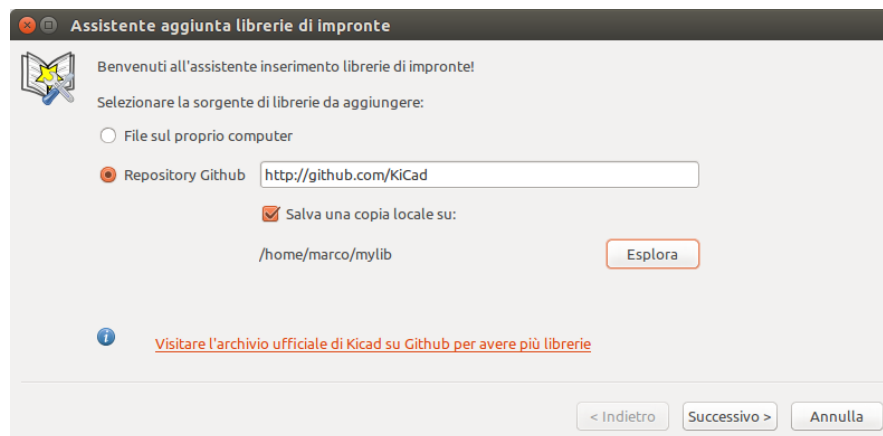 Assistente aggiunta librerie di impronte
Benvenuti all'assistente inserimento librerie di impronte!
Selezionare la sorgente di librerie da aggiungere:
File sul proprio computer
Repository Github http://github.com/KiCad
Salva una copia locale su:
/home/marco/mylib Esplora
Visitare l'archivio ufficiale di Kicad su Github per avere più librerie
< Indietro Successivo > Annulla